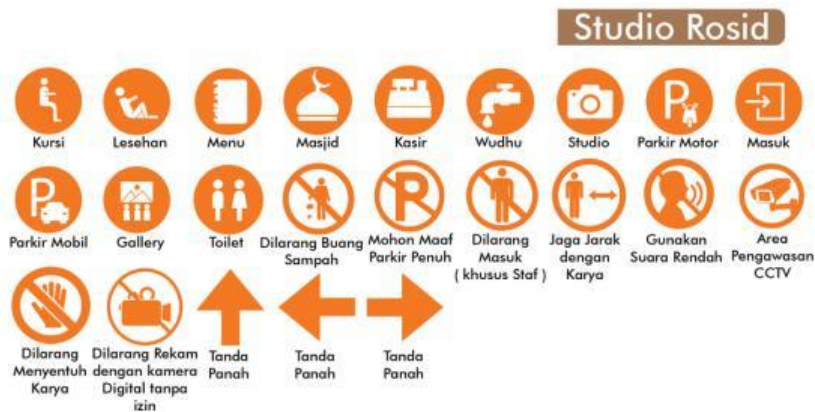 Studio Rosid
Kursi
Lesehan
Menu
Masjid
Kasir
Wudhu
Studio
P
Parkir Motor
Masuk
P
Parkir Mobil
Gallery
Toilet
Dilarang Buang
Sampah
P
Mohon Maaf
Parkir Penuh
Dilarang
Masuk
( khusus Staf )
Jaga Jarak
dengan
Karya
Gunakan
Suara Rendah
Area
Pengawasan
CCTV
Dilarang
Menyentuh
Karya
Dilarang Rekam
dengan kamera
Digital tanpa
izin
Tanda
Panah
Tanda
Panah
Tanda
Panah